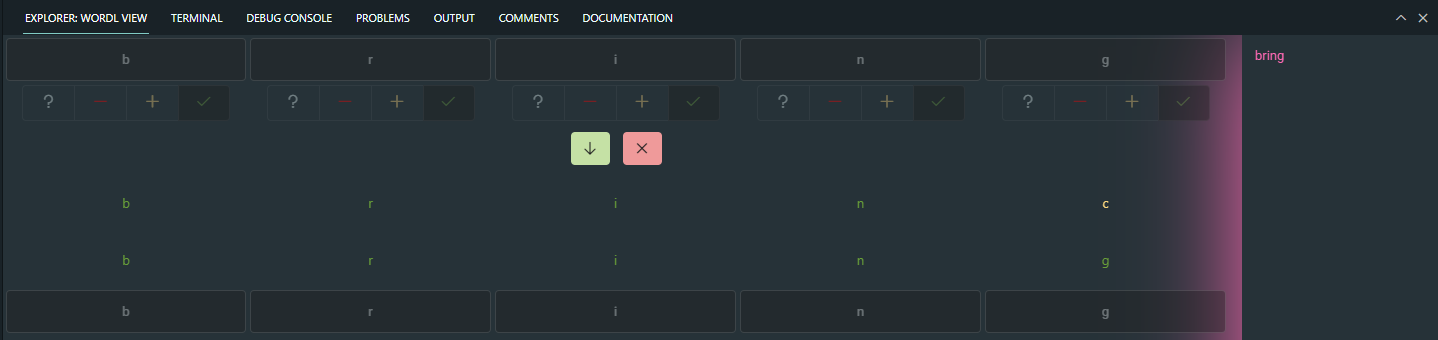 EXPLORER: WORDL VIEW TERMINAL DEBUG CONSOLE PROBLEMS OUTPUT COMMENTS DOCUMENTATION
b r i n g bring
? − + ✓ ? − + ✓ ? − + ✓ ? − + ✓ ? − + ✓
b r i n c
b r i n g
b r i n g